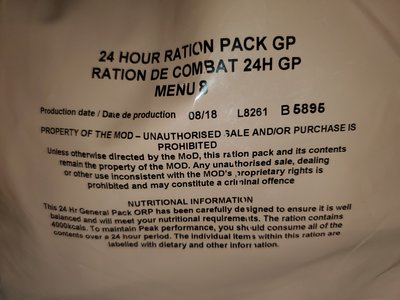 24 HOUR RATION PACK GP
RATION DE COMBAT 24H GP
MENU 8
Production date / Date de production 08/18 L8261 B 5895
PROPERTY OF THE MOD – UNAUTHORISED SALE AND/OR PURCHASE IS
PROHIBITED
Unless otherwise directed by the MoD, this ration pack and its contents
remain the property of the MOD. Any unauthorised sale, dealing
or other use inconsistent with the MOD's proprietary rights is
prohibited and may constitute a criminal offence
NUTRITIONAL INFORMATION
This 24 Hr General Pack ORP has been carefully designed to ensure it is well
balanced and will meet your nutritional requirements. The ration contains
4000kcals. To maintain Peak performance, you should consume all of the
contents over a 24 hour period. The individual items within this ration are
labelled with dietary and other information.